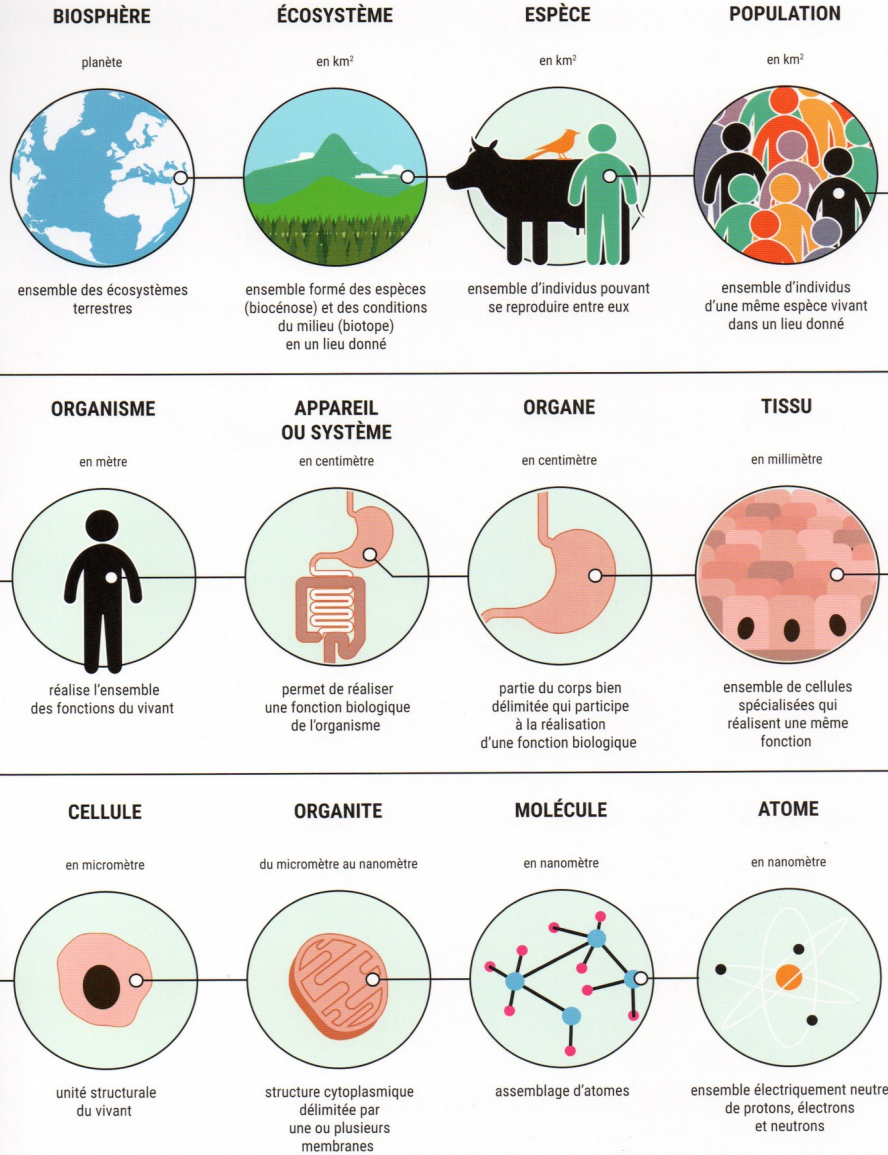 BIOSPHÈRE
planète
ensemble des écosystèmes
terrestres
ÉCOSYSTÈME
en km²
ensemble formé des espèces
(biocénose) et des conditions
du milieu (biotope)
en un lieu donné
ESPÈCE
en km²
ensemble d'individus pouvant
se reproduire entre eux
POPULATION
en km²
ensemble d'individus
d'une même espèce vivant
dans un lieu donné
ORGANISME
en mètre
réalise l'ensemble
des fonctions du vivant
APPAREIL
OU SYSTÈME
en centimètre
permet de réaliser
une fonction biologique
de l'organisme
ORGANE
en centimètre
partie du corps bien
délimitée qui participe
à la réalisation
d'une fonction biologique
TISSU
en millimètre
ensemble de cellules
spécialisées qui
réalisent une même
fonction
CELLULE
en micromètre
unité structurale
du vivant
ORGANITE
du micromètre au nanomètre
structure cytoplasmique
délimitée par
une ou plusieurs
membranes
MOLÉCULE
en nanomètre
assemblage d'atomes
ATOME
en nanomètre
ensemble électriquement neutre
de protons, électrons
et neutrons